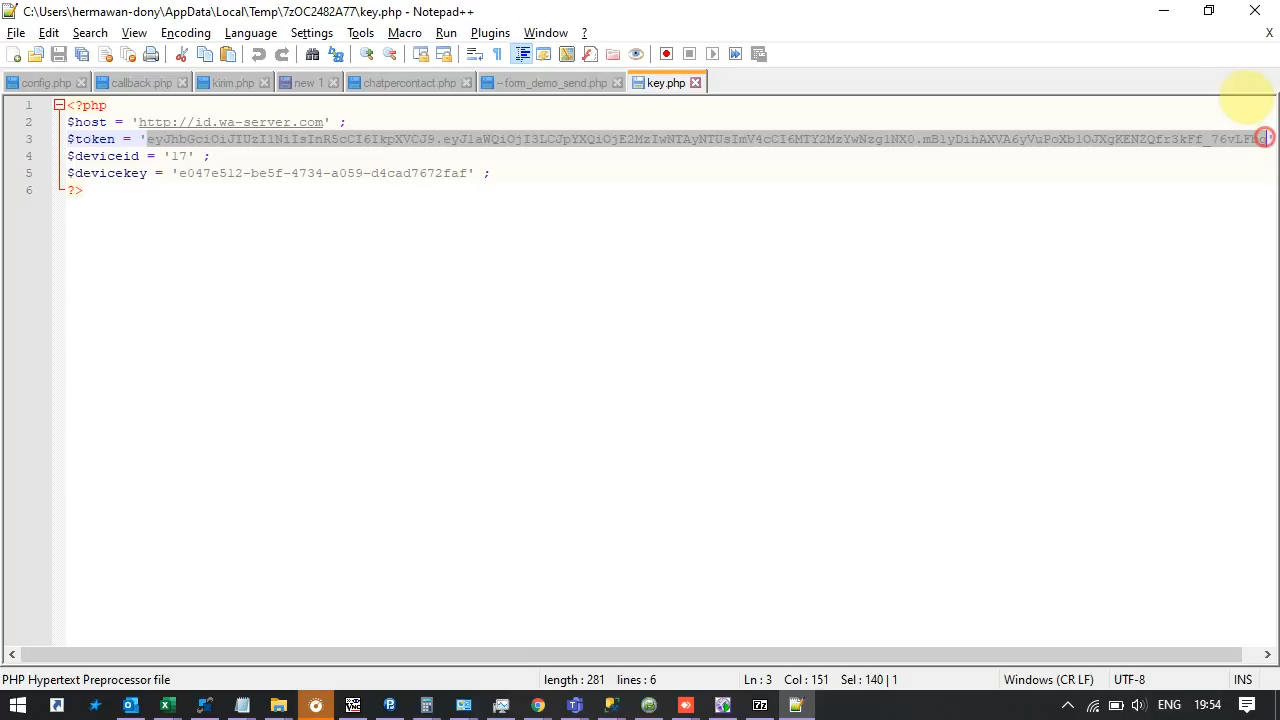 C:\Users\hermawan-dony\AppData\Local\Temp\7zOC2482A77\key.php - Notepad++
File Edit Search View Encoding Language Settings Tools Macro Run Plugins Window ? X
config.php callback.php kirim.php new 1 chatpercontact.php --form_demo_send.php key.php
1 <?php
2 $host = 'http://id.wa-server.com' ;
3 $token = '
4 $deviceid = '17' ;
5 $devicekey = 'e047e512-be5f-4734-a059-d4cad7672faf' ;
6 ?>
PHP Hypertext Preprocessor file length : 281 lines : 6 Ln : 3 Col : 151 Sel : 140 | 1 Windows (CR LF) UTF-8 INS
ENG 19:54